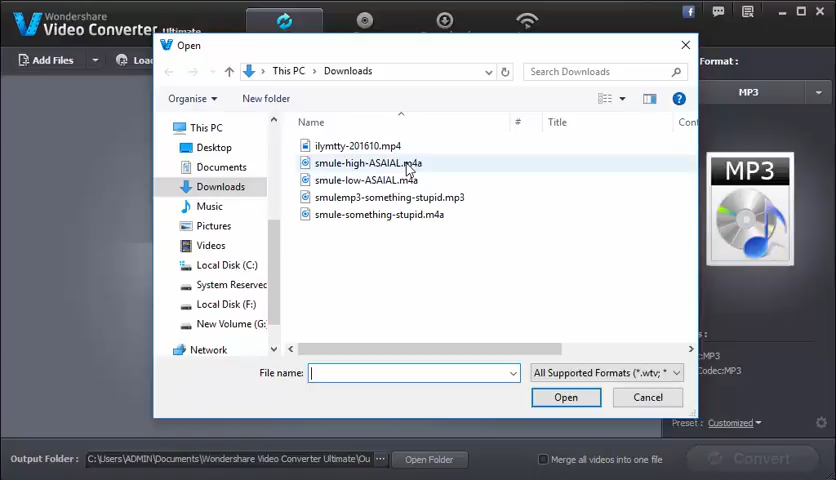 Wondershare
Video Converter
Ultimate
Add Files
Loa
Format :
Open
This PC
Downloads
Search Downloads
Organise
New folder
MP3
Name
#
Title
Cont
This PC
Desktop
Documents
Downloads
Music
Pictures
Videos
Local Disk (C:)
System Reserved
Local Disk (F:)
New Volume (G:
Network
ilymtty-201610.mp4
smule-high-ASAIAL.m4a
smule-low-ASAIAL.m4a
smulemp3-something-stupid.mp3
smule-something-stupid.m4a
MP3
File name:
All Supported Formats (*.wtv; *
Open
Cancel
s:
:MP3
Codec:MP3
Preset : Customized
Output Folder :
C:\Users\ADMIN\Documents\Wondershare Video Converter Ultimate\Ou
...
Open Folder
Merge all videos into one file
Convert